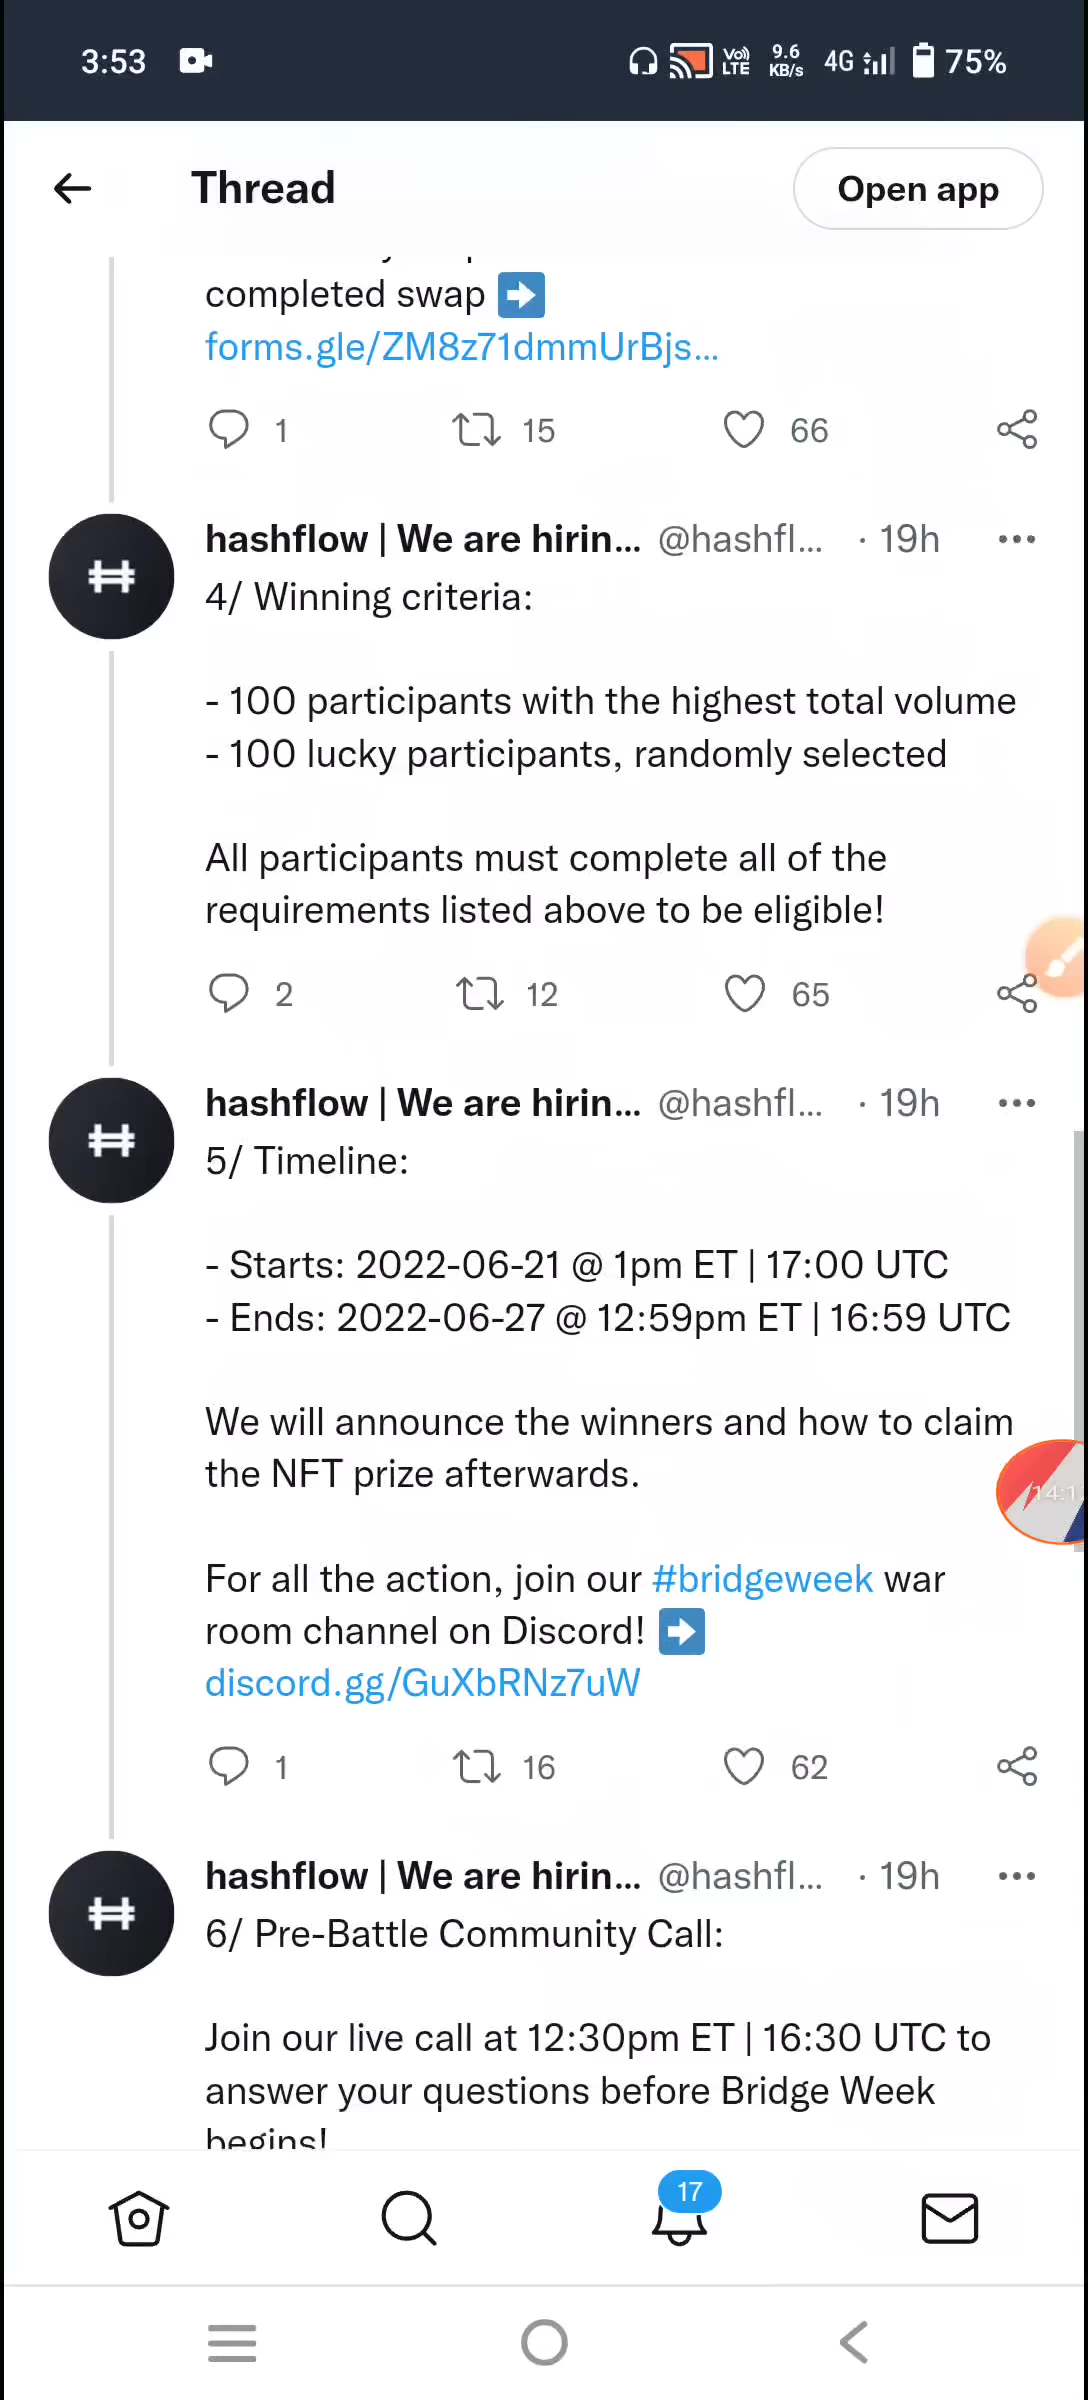 3:53 Vo) LTE 9.6 KB/s 4G 75%
Thread Open app
completed swap ➡
forms.gle/ZM8z71dmmUrBjs...
1 15 66
hashflow | We are hirin... @hashfl... · 19h
4/ Winning criteria:
- 100 participants with the highest total volume
- 100 lucky participants, randomly selected
All participants must complete all of the
requirements listed above to be eligible!
2 12 65
hashflow | We are hirin... @hashfl... · 19h
5/ Timeline:
- Starts: 2022-06-21 @ 1pm ET | 17:00 UTC
- Ends: 2022-06-27 @ 12:59pm ET | 16:59 UTC
We will announce the winners and how to claim
the NFT prize afterwards.
14:1
For all the action, join our #bridgeweek war
room channel on Discord! ➡
discord.gg/GuXbRNz7uW
1 16 62
hashflow | We are hirin... @hashfl... · 19h
6/ Pre-Battle Community Call:
Join our live call at 12:30pm ET | 16:30 UTC to
answer your questions before Bridge Week
begins!
17